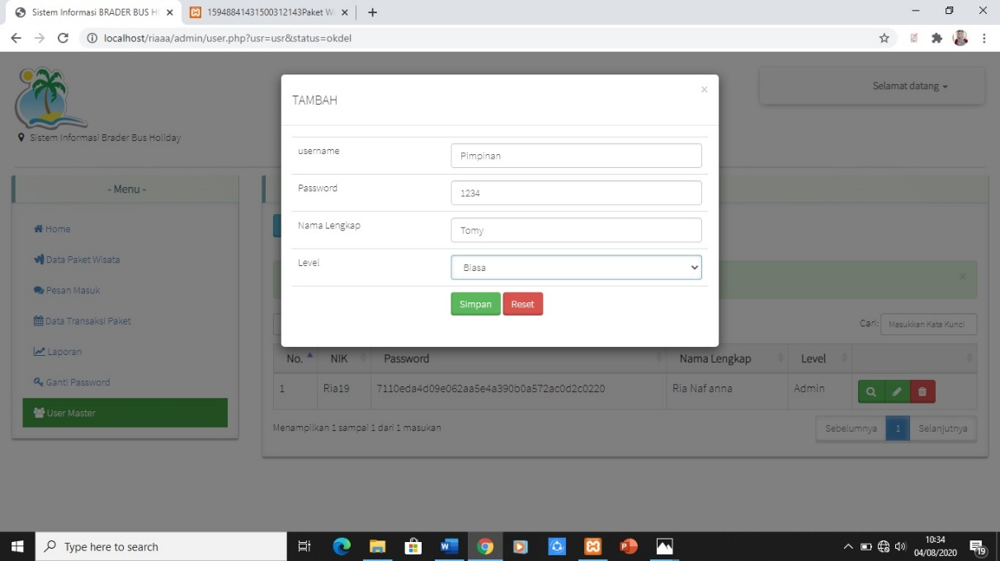 Sistem Informasi BRADER BUS H
15948841431500312143Paket W
localhost/riaaa/admin/user.php?usr=usr&status=okdel
Selamat datang
Sistem Informasi Brader Bus Holiday
TAMBAH
×
username
Pimpinan
Password
1234
Nama Lengkap
Tomy
Level
Biasa
Simpan
Reset
- Menu -
Home
Data Paket Wisata
Pesan Masuk
Data Transaksi Paket
Laporan
Ganti Password
User Master
×
Cari:
Masukkan Kata Kunci
No. NIK Password Nama Lengkap Level
1 Ria19 7110eda4d09e062aa5e4a390b0a572ac0d2c0220 Ria Naf anna Admin
Menampilkan 1 sampai 1 dari 1 masukan
Sebelumnya 1 Selanjutnya
Type here to search
10:34
04/08/2020
19